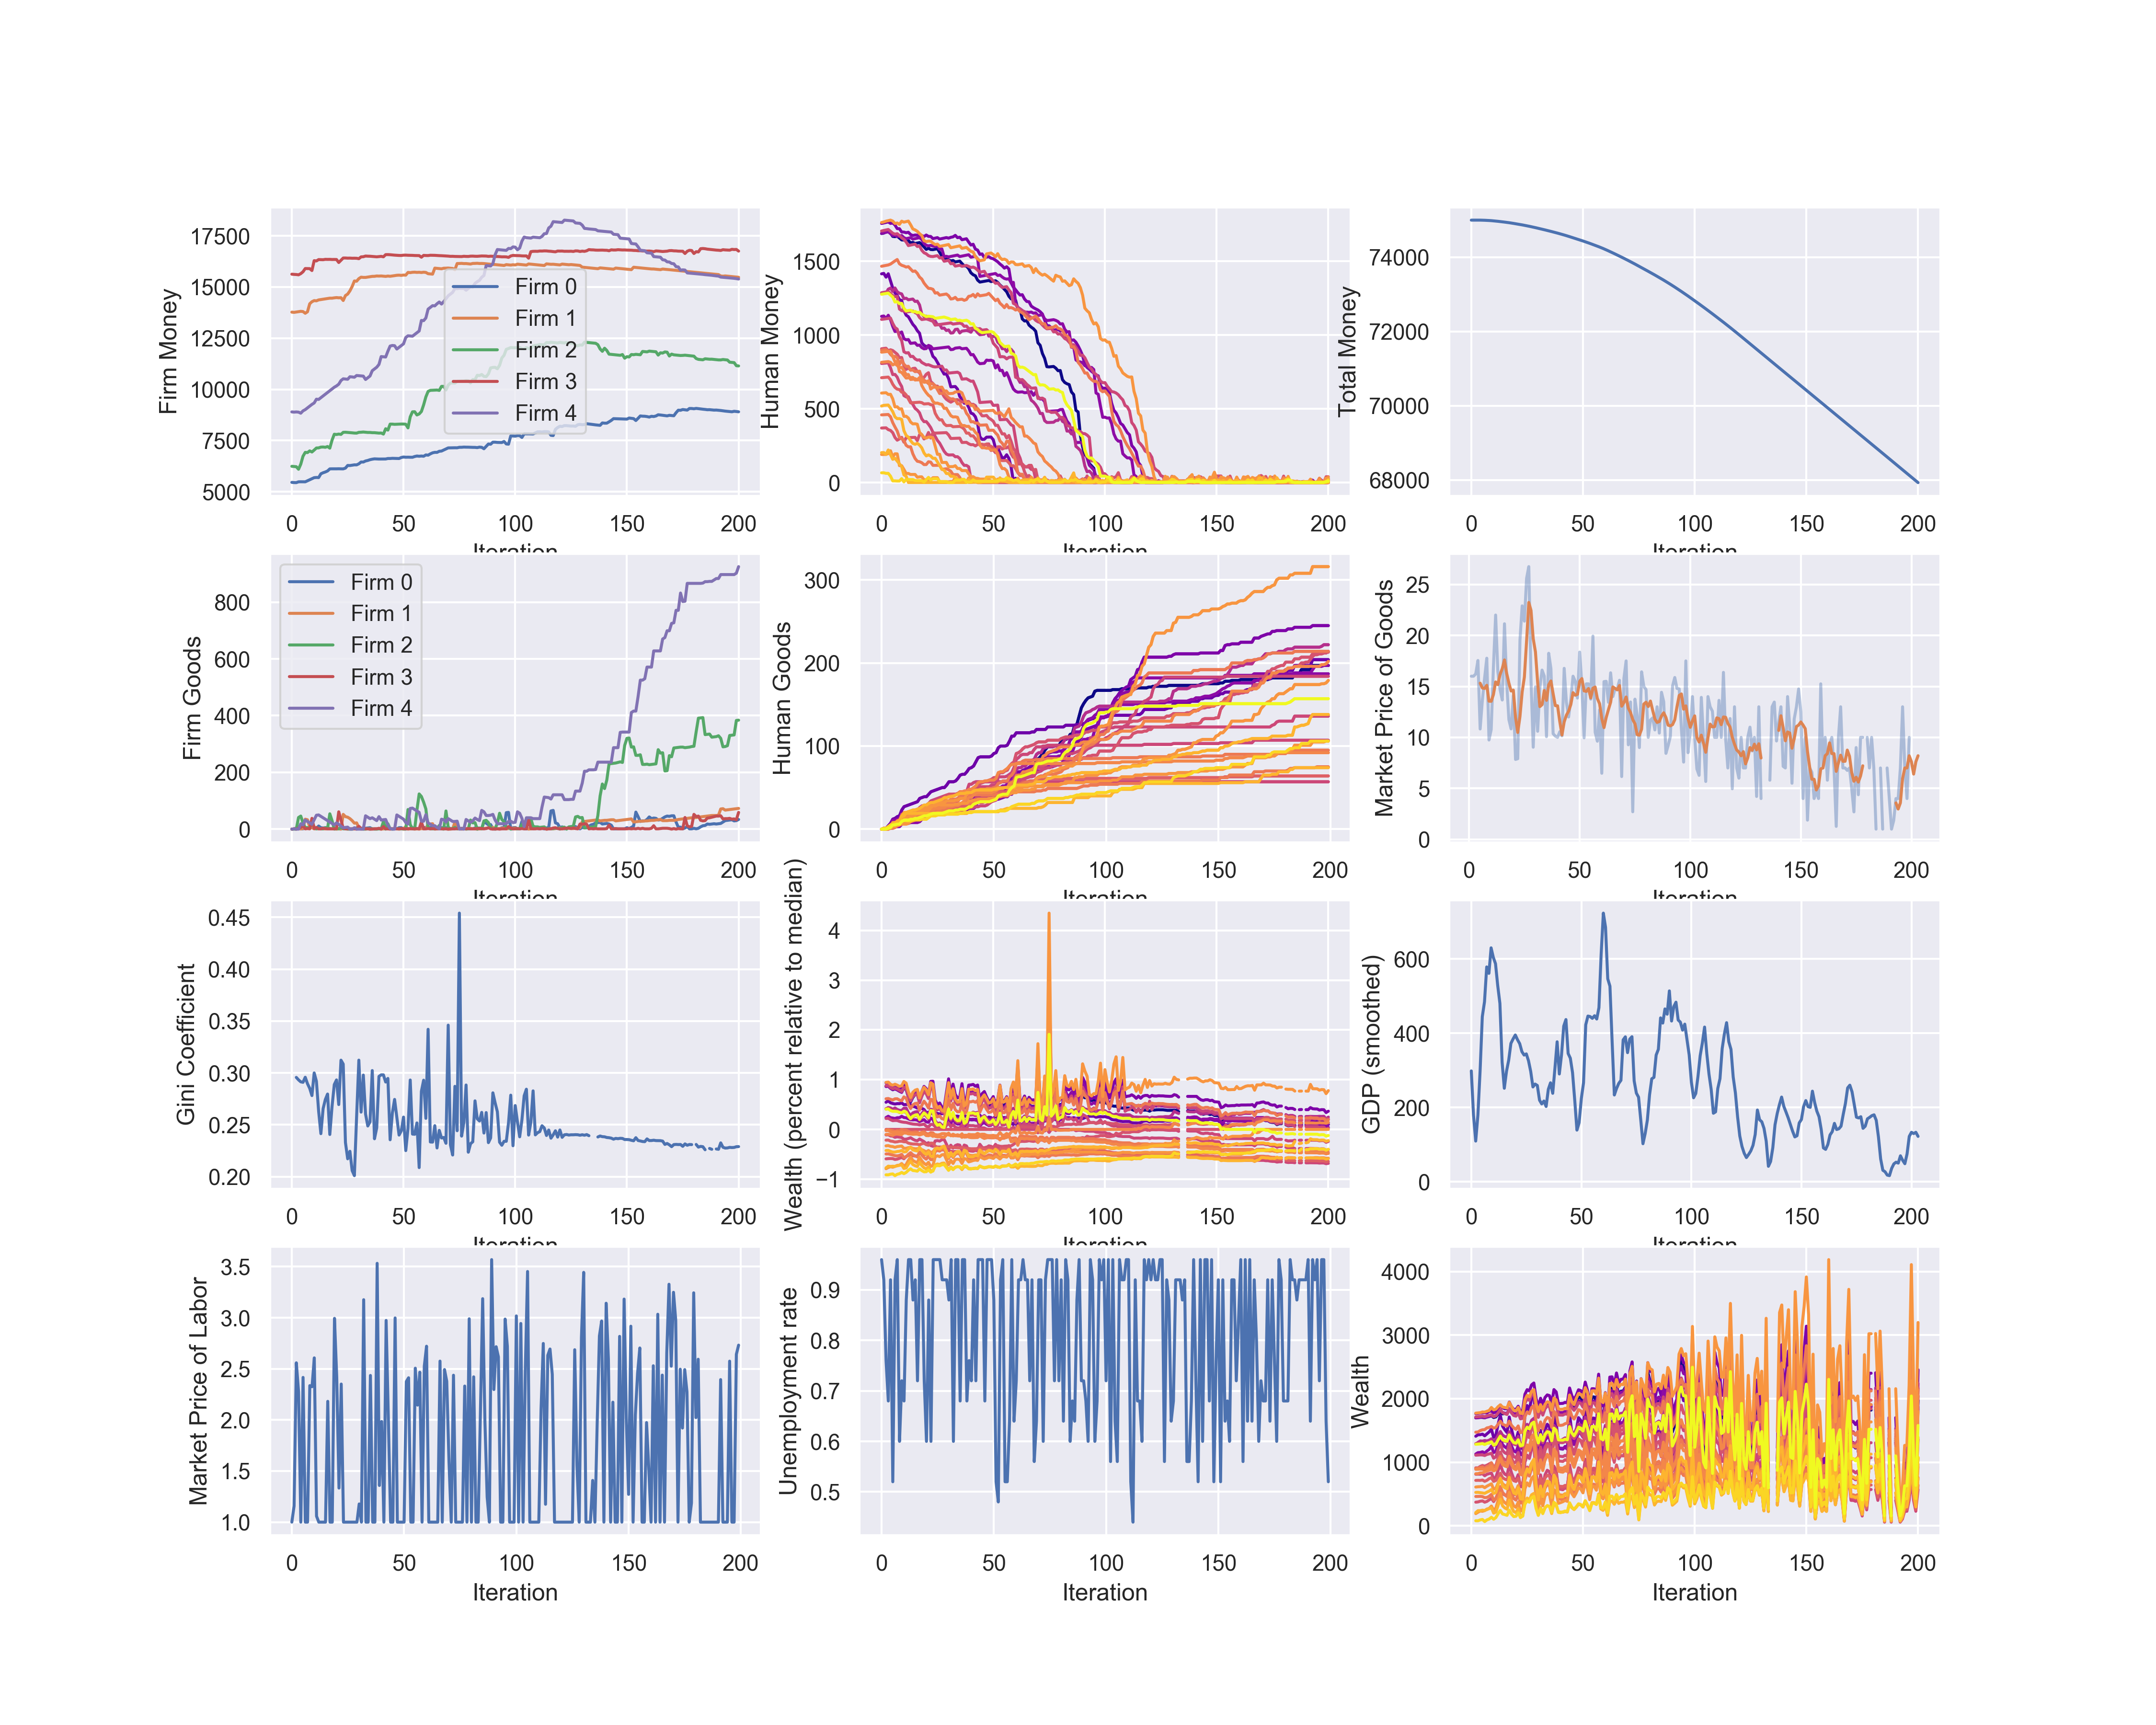 Firm Money
17500
15000
12500
10000
7500
5000
Firm 0
Firm 1
Firm 2
Firm 3
Firm 4
0 50 100 150 200
Iteration
Human Money
1500
1000
500
0
0 50 100 150 200
Iteration
Total Money
74000
72000
70000
68000
0 50 100 150 200
Iteration
Firm Goods
800
600
400
200
0
Firm 0
Firm 1
Firm 2
Firm 3
Firm 4
0 50 100 150 200
Iteration
Human Goods
300
200
100
0
0 50 100 150 200
Iteration
Market Price of Goods
25
20
15
10
5
0
0 50 100 150 200
Iteration
Gini Coefficient
0.45
0.40
0.35
0.30
0.25
0.20
0 50 100 150 200
Iteration
Wealth (percent relative to median)
4
3
2
1
0
−1
0 50 100 150 200
Iteration
GDP (smoothed)
600
400
200
0
0 50 100 150 200
Iteration
Market Price of Labor
3.5
3.0
2.5
2.0
1.5
1.0
0 50 100 150 200
Iteration
Unemployment rate
0.9
0.8
0.7
0.6
0.5
0 50 100 150 200
Iteration
Wealth
4000
3000
2000
1000
0
0 50 100 150 200
Iteration